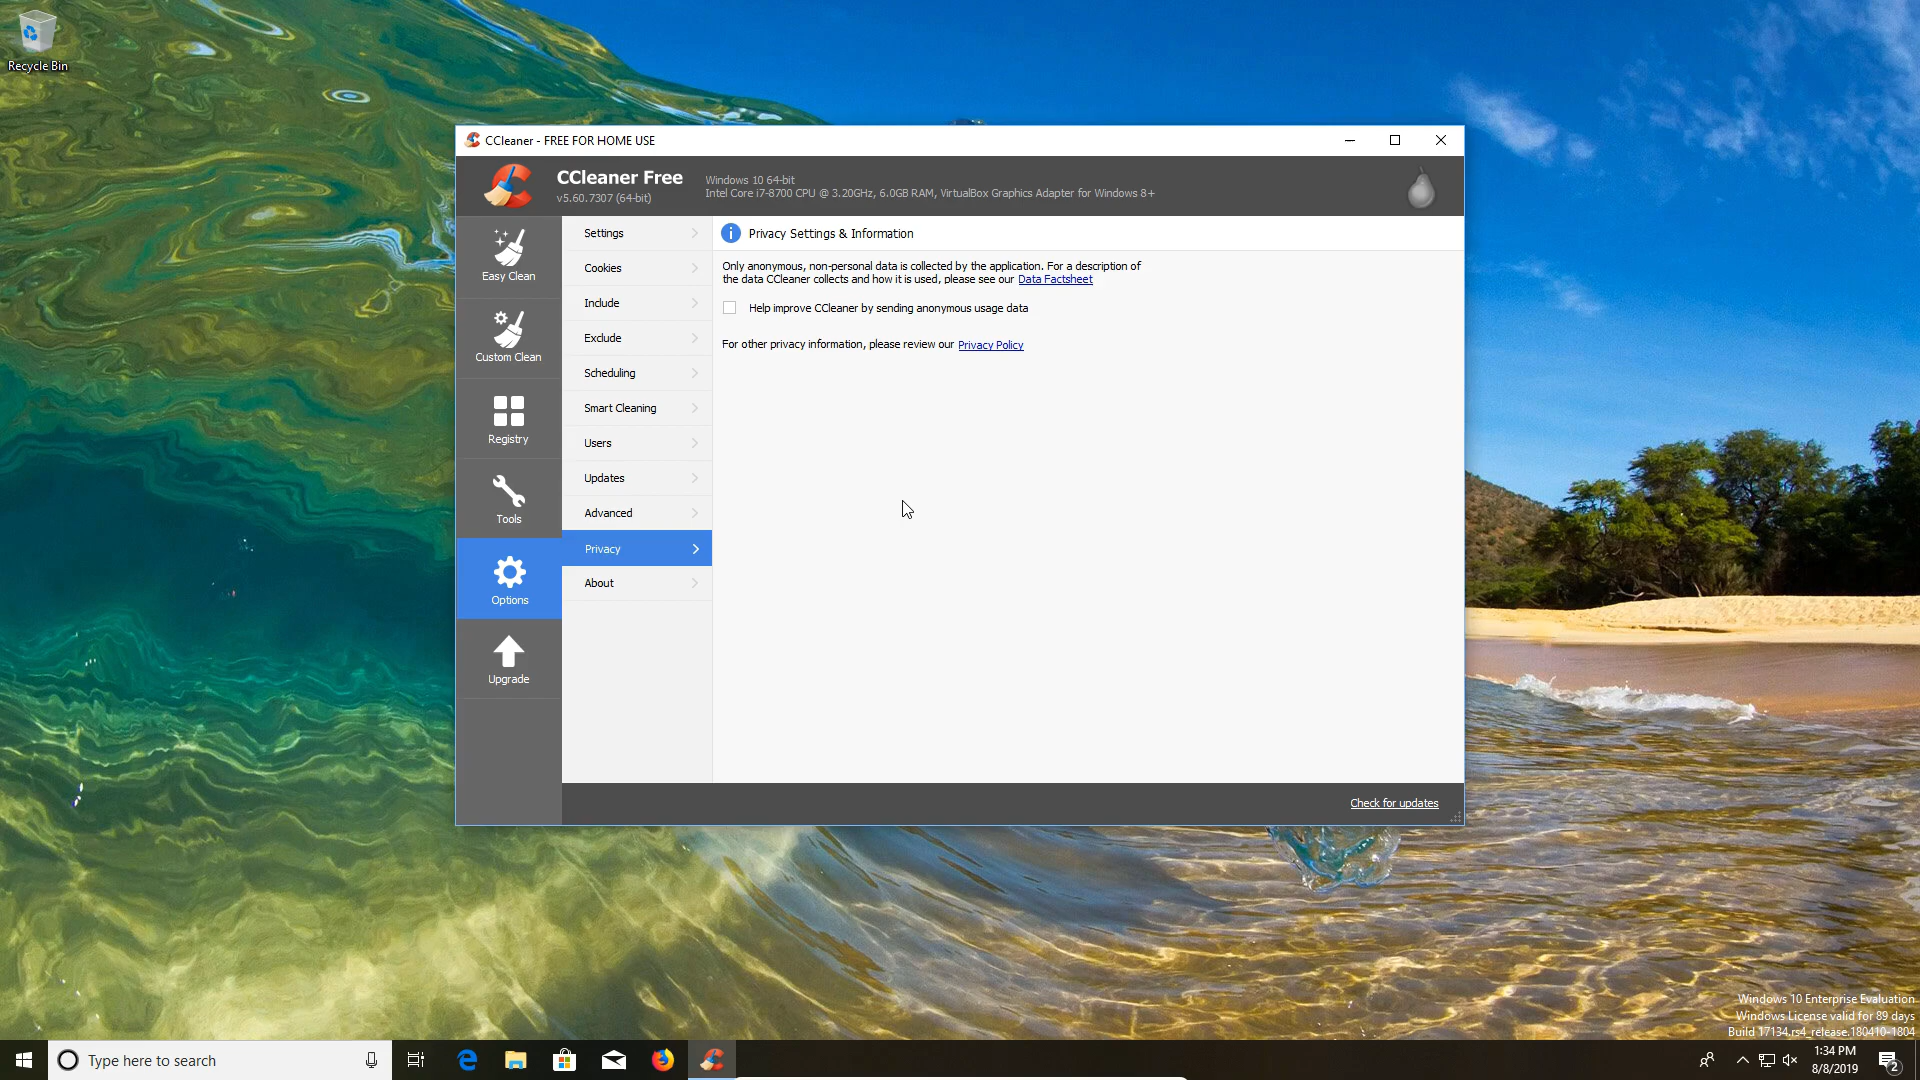 Recycle Bin
CCleaner - FREE FOR HOME USE
CCleaner Free
v5.60.7307 (64-bit)
Windows 10 64-bit
Intel Core i7-8700 CPU @ 3.20GHz, 6.0GB RAM, VirtualBox Graphics Adapter for Windows 8+
Easy Clean
Custom Clean
Registry
Tools
Options
Upgrade
Settings
Cookies
Include
Exclude
Scheduling
Smart Cleaning
Users
Updates
Advanced
Privacy
About
Privacy Settings & Information
Only anonymous, non-personal data is collected by the application. For a description of
the data CCleaner collects and how it is used, please see our Data Factsheet
Help improve CCleaner by sending anonymous usage data
For other privacy information, please review our Privacy Policy
Check for updates
Windows 10 Enterprise Evaluation
Windows License valid for 89 days
Build 17134.rs4_release.180410-1804
Type here to search
1:34 PM
8/8/2019
2